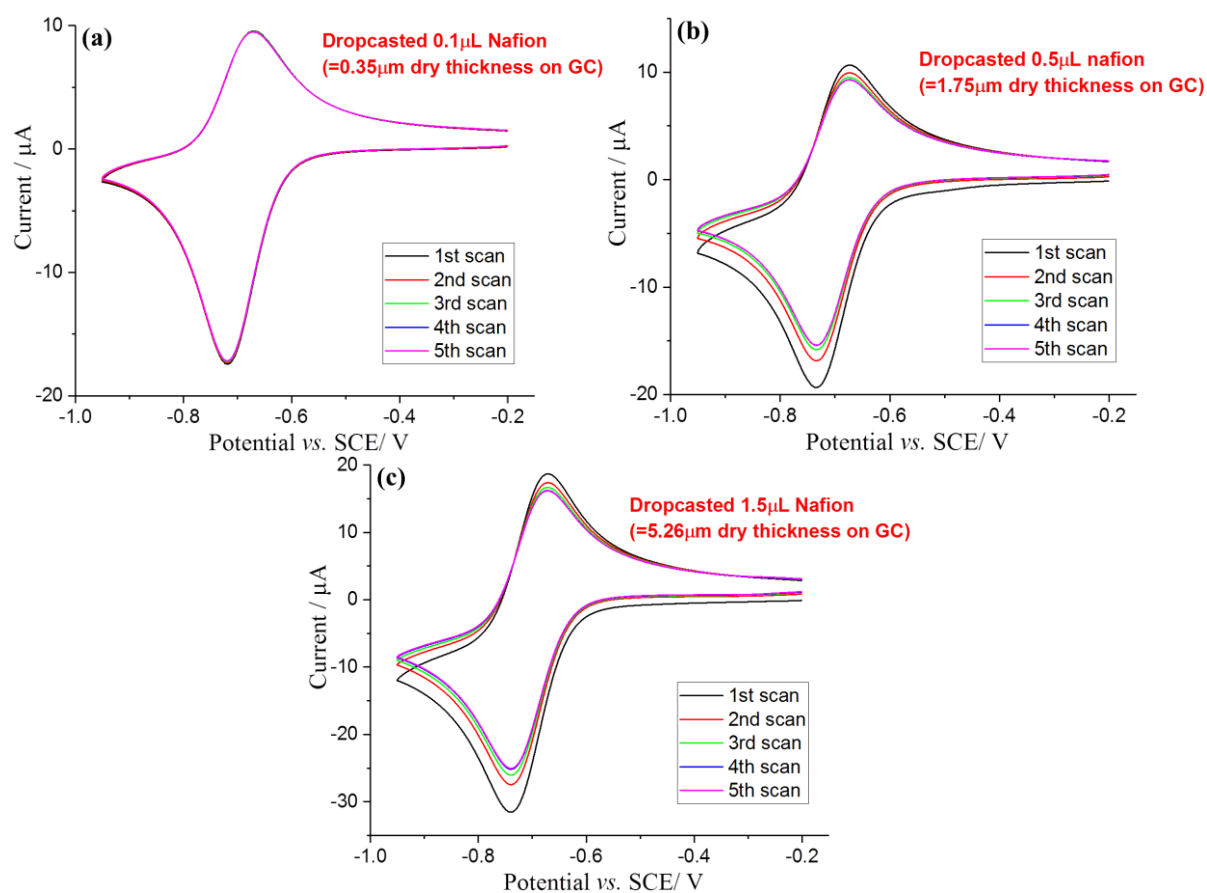 (a)
Dropcasted 0.1μL Nafion
(=0.35μm dry thickness on GC)
10
0
-10
-20
Current / μA
1st scan
2nd scan
3rd scan
4th scan
5th scan
-1.0 -0.8 -0.6 -0.4 -0.2
Potential vs. SCE/ V
(b)
Dropcasted 0.5μL nafion
(=1.75μm dry thickness on GC)
10
0
-10
-20
Current / μA
1st scan
2nd scan
3rd scan
4th scan
5th scan
-1.0 -0.8 -0.6 -0.4 -0.2
Potential vs. SCE/ V
(c)
Dropcasted 1.5μL Nafion
(=5.26μm dry thickness on GC)
20
10
0
-10
-20
-30
Current / μA
1st scan
2nd scan
3rd scan
4th scan
5th scan
-1.0 -0.8 -0.6 -0.4 -0.2
Potential vs. SCE/ V